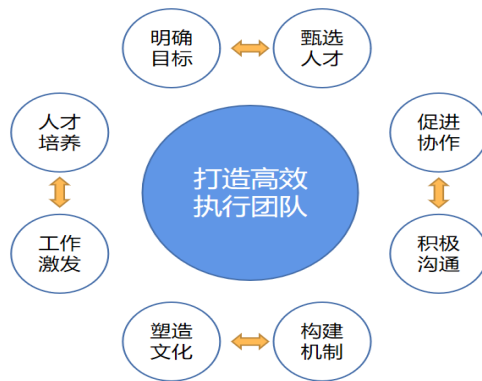 明确
目标
甄选
人才
人才
培养
促进
协作
打造高效
执行团队
工作
激发
积极
沟通
塑造
文化
构建
机制